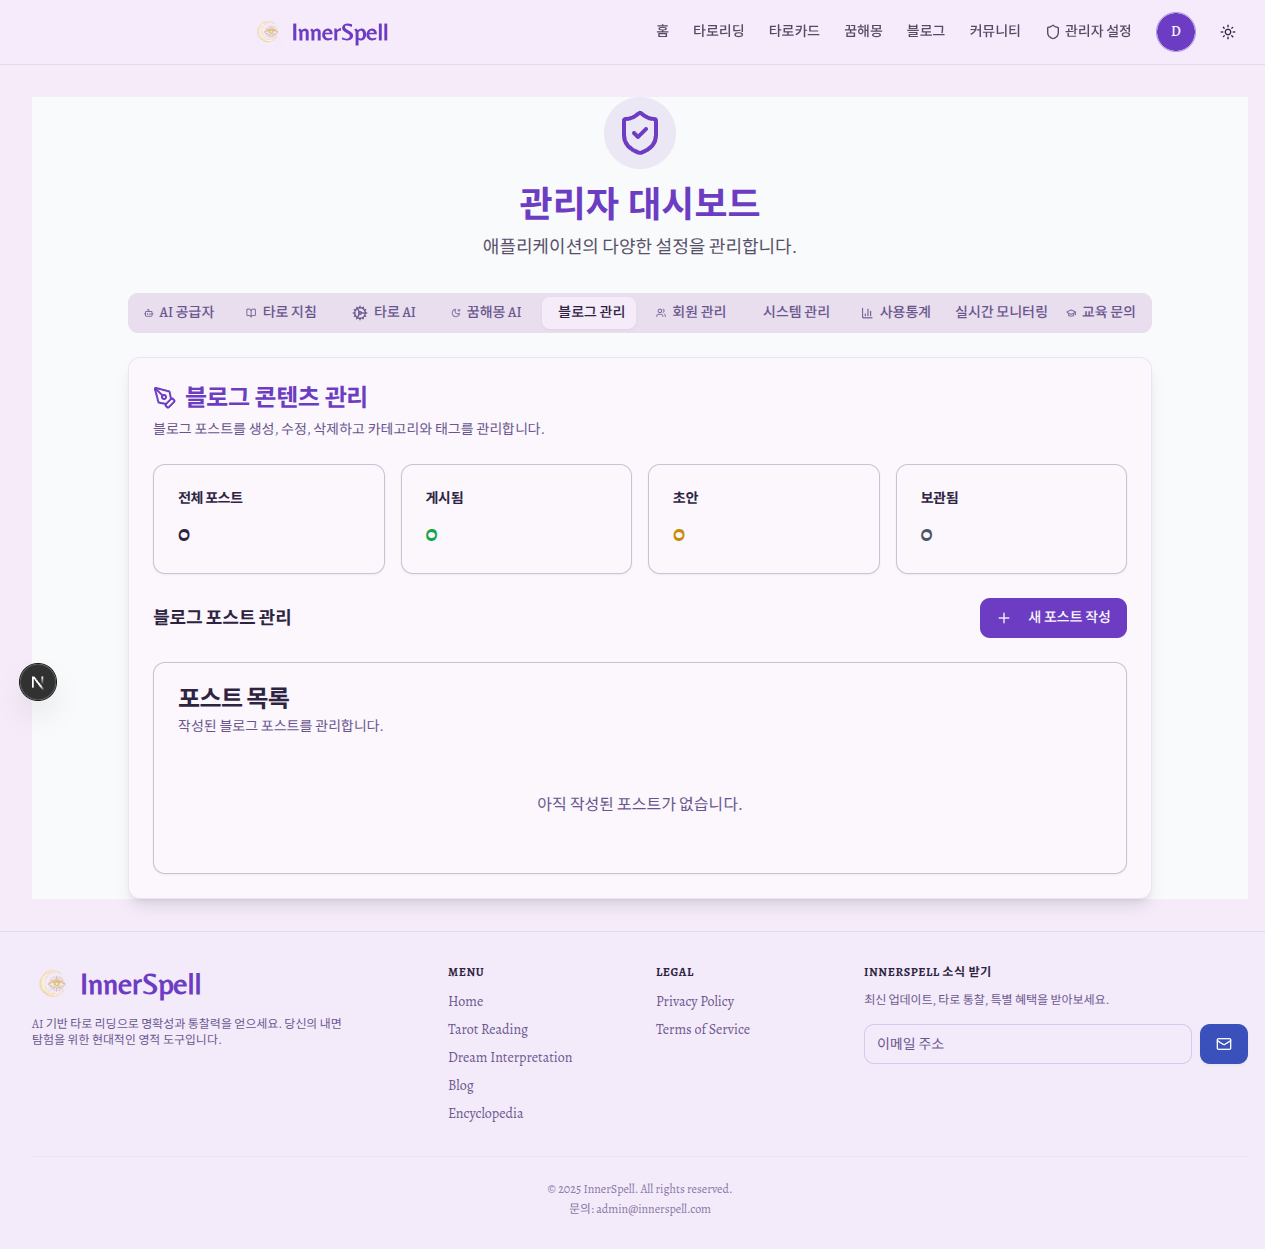 InnerSpell
홈
타로리딩
타로카드
꿈해몽
블로그
커뮤니티
관리자 설정
D
관리자 대시보드
애플리케이션의 다양한 설정을 관리합니다.
AI 공급자
타로 지침
타로 AI
꿈해몽 AI
블로그 관리
회원 관리
시스템 관리
사용통계
실시간 모니터링
교육 문의
블로그 콘텐츠 관리
블로그 포스트를 생성, 수정, 삭제하고 카테고리와 태그를 관리합니다.
전체 포스트
0
게시됨
0
초안
0
보관됨
0
블로그 포스트 관리
새 포스트 작성
N
포스트 목록
작성된 블로그 포스트를 관리합니다.
아직 작성된 포스트가 없습니다.
InnerSpell
AI 기반 타로 리딩으로 명확성과 통찰력을 얻으세요. 당신의 내면
탐험을 위한 현대적인 영적 도구입니다.
MENU
Home
Tarot Reading
Dream Interpretation
Blog
Encyclopedia
LEGAL
Privacy Policy
Terms of Service
INNERSPELL 소식 받기
최신 업데이트, 타로 통찰, 특별 혜택을 받아보세요.
이메일 주소
© 2025 InnerSpell. All rights reserved.
문의: admin@innerspell.com